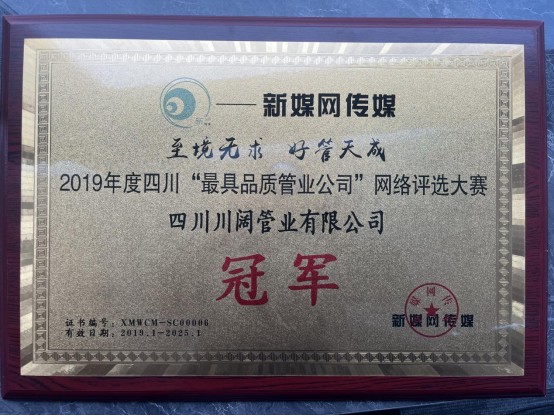 新媒网传媒
至境无求 好管天成
2019年度四川“最具品质管业公司”网络评选大赛
四川川阔管业有限公司
冠军
证书编号：XMWCM-SC00006
有效日期：2019.1-2025.1
新媒网传媒